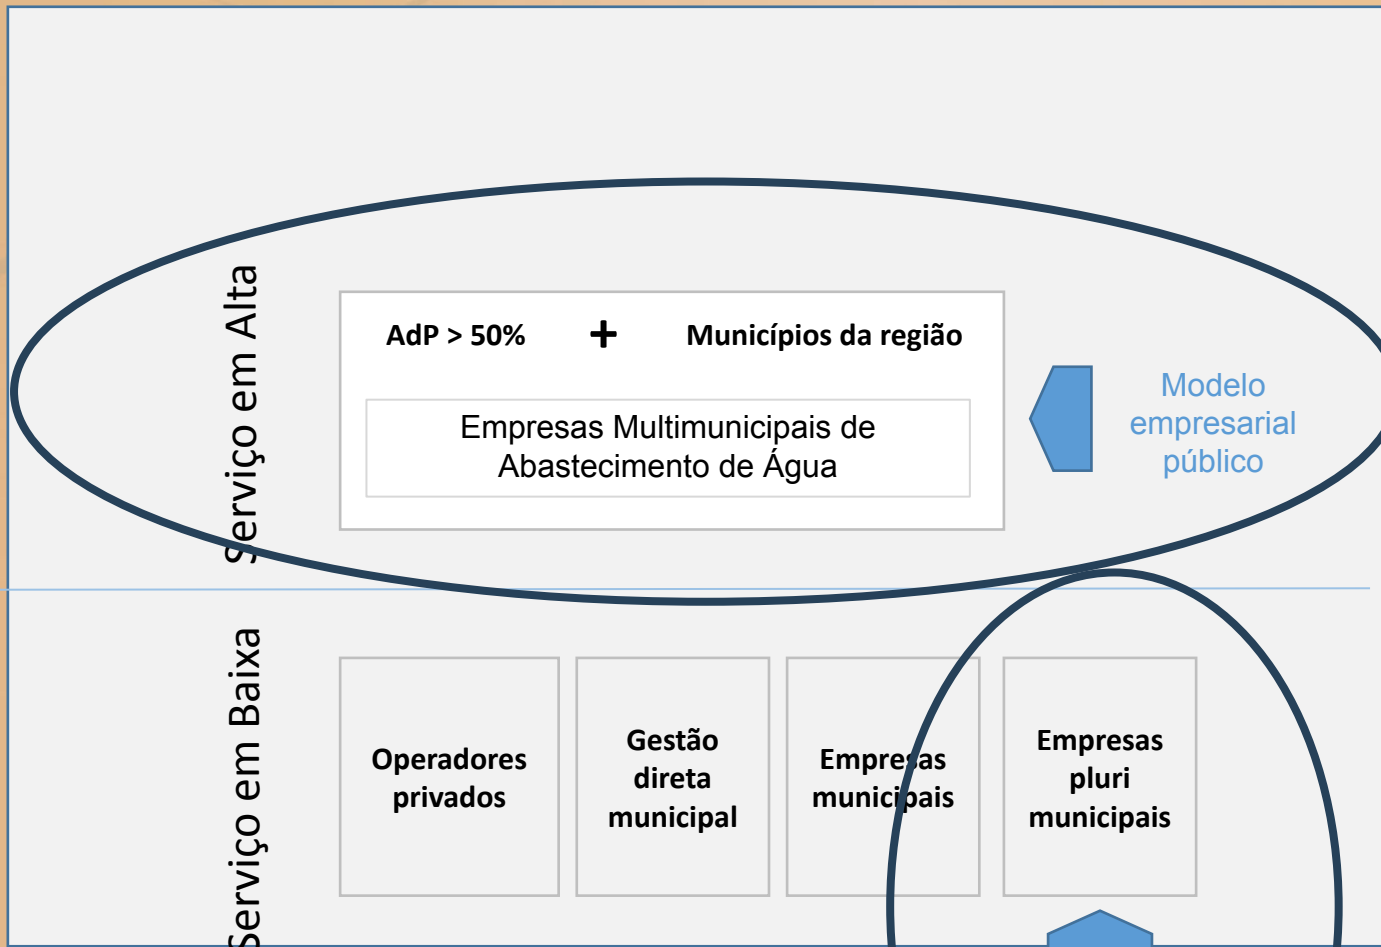 Serviço em Alta
AdP > 50%
+
Municípios da região
Empresas Multimunicipais de
Abastecimento de Água
Modelo
empresarial
público
Serviço em Baixa
Operadores
privados
Gestão
direta
municipal
Empresas
municipais
Empresas
pluri
municipais